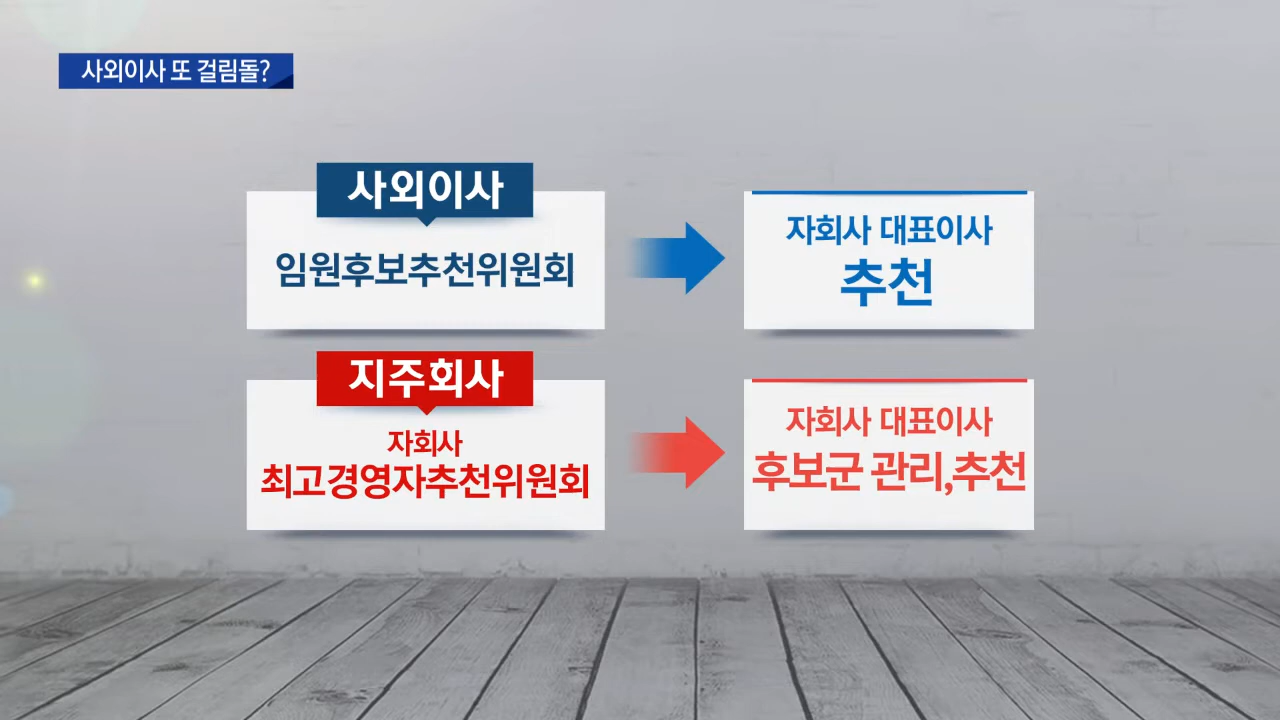 사외이사 또 걸림돌?
사외이사
임원후보추천위원회
자회사 대표이사
추천
지주회사
자회사
최고경영자추천위원회
자회사 대표이사
후보군 관리,추천